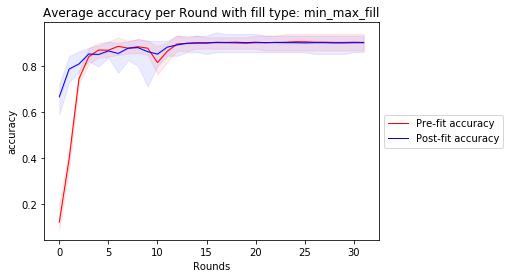 Average accuracy per Round with fill type: min_max_fill
accuracy
0.8
0.6
0.4
0.2
0 5 10 15 20 25 30
Rounds
Pre-fit accuracy
Post-fit accuracy